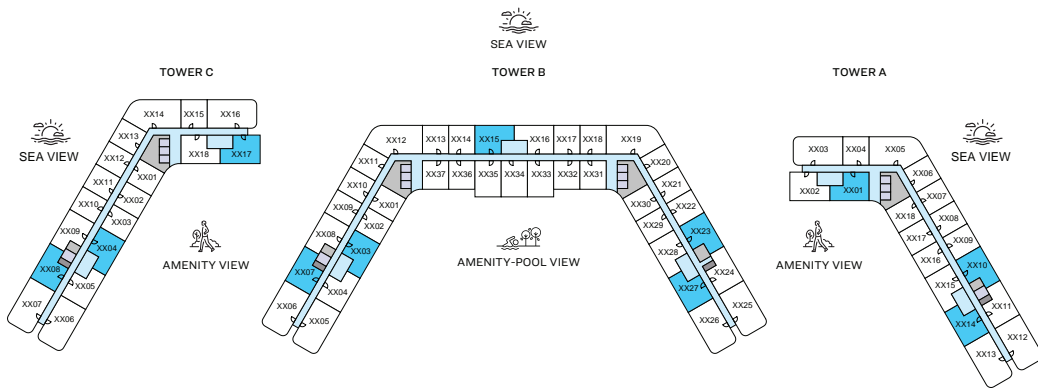 SEA VIEW
TOWER C
TOWER B
TOWER A
SEA VIEW
SEA VIEW
AMENITY VIEW
AMENITY-POOL VIEW
AMENITY VIEW
XX14
XX15
XX16
XX13
XX12
XX18
XX17
XX11
XX01
XX10
XX02
XX09
XX03
XX04
XX08
XX05
XX07
XX06
XX12
XX13
XX14
XX15
XX16
XX17
XX18
XX19
XX11
XX37
XX36
XX35
XX34
XX33
XX32
XX31
XX20
XX10
XX01
XX30
XX21
XX09
XX02
XX29
XX22
XX08
XX03
XX28
XX23
XX07
XX04
XX27
XX24
XX06
XX05
XX26
XX25
XX03
XX04
XX05
XX02
XX01
XX06
XX07
XX18
XX08
XX17
XX09
XX16
XX10
XX15
XX11
XX14
XX12
XX13